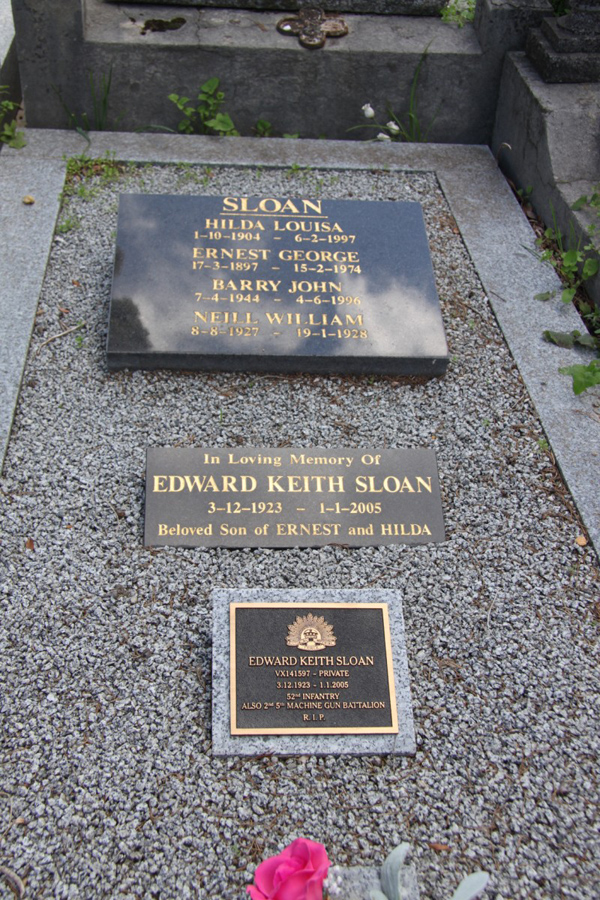 SLOAN
HILDA LOUISA
1-10-1904 - 6-2-1997
ERNEST GEORGE
17-3-1897 - 15-2-1974
BARRY JOHN
7-4-1944 - 4-6-1996
NEILL WILLIAM
8-8-1927 - 19-1-1928
In Loving Memory Of
EDWARD KEITH SLOAN
3-12-1923 - 1-1-2005
Beloved Son of ERNEST and HILDA
EDWARD KEITH SLOAN
VX141597 - PRIVATE
3.12.1923 - 1.1.2005
52nd INFANTRY
ALSO 2nd 5th MACHINE GUN BATTALION
R.I.P.